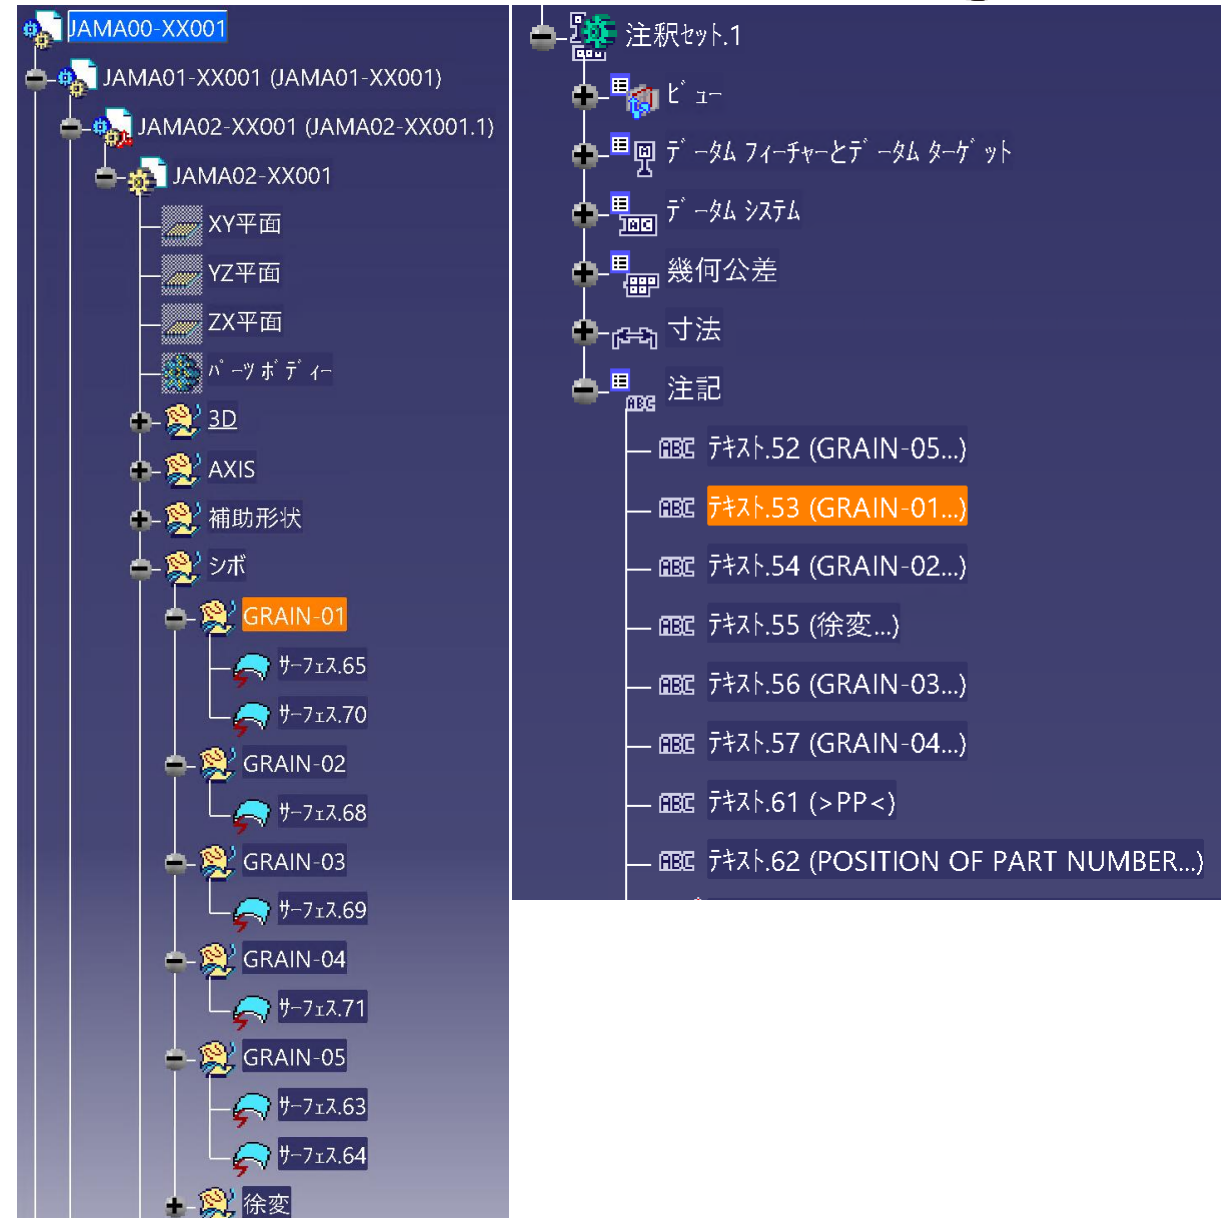 JAMA00-XX001
JAMA01-XX001 (JAMA01-XX001)
JAMA02-XX001 (JAMA02-XX001.1)
JAMA02-XX001
XY平面
YZ平面
ZX平面
ﾊﾟｰﾂ ﾎﾞﾃﾞｨｰ
3D
AXIS
補助形状
シボ
GRAIN-01
ｻｰﾌｪｽ.65
ｻｰﾌｪｽ.70
GRAIN-02
ｻｰﾌｪｽ.68
GRAIN-03
ｻｰﾌｪｽ.69
GRAIN-04
ｻｰﾌｪｽ.71
GRAIN-05
ｻｰﾌｪｽ.63
ｻｰﾌｪｽ.64
徐変
注釈ｾｯﾄ.1
ﾋﾞｭｰ
ﾃﾞｰﾀﾑ ﾌｨｰﾁｬｰとﾃﾞｰﾀﾑ ﾀｰｹﾞｯﾄ
ﾃﾞｰﾀﾑ ｼｽﾃﾑ
幾何公差
寸法
注記
ﾃｷｽﾄ.52 (GRAIN-05...)
ﾃｷｽﾄ.53 (GRAIN-01...)
ﾃｷｽﾄ.54 (GRAIN-02...)
ﾃｷｽﾄ.55 (徐変...)
ﾃｷｽﾄ.56 (GRAIN-03...)
ﾃｷｽﾄ.57 (GRAIN-04...)
ﾃｷｽﾄ.61 (>PP<)
ﾃｷｽﾄ.62 (POSITION OF PART NUMBER...)